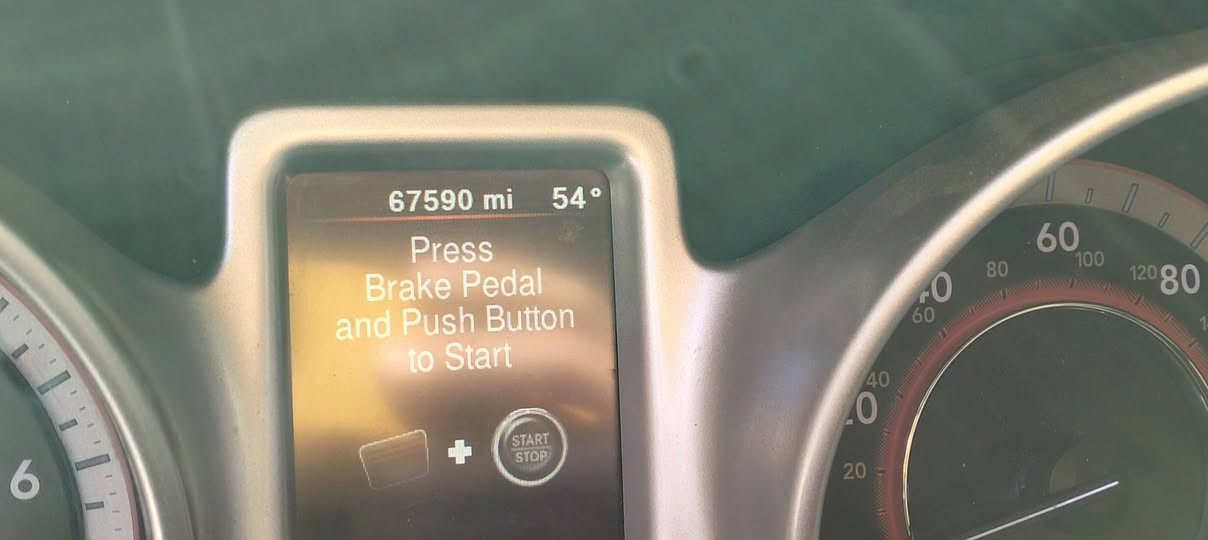 67590 mi 54°
Press
Brake Pedal
and Push Button
to Start
START
STOP
6
60
80
100
120
80
40
60
40
20